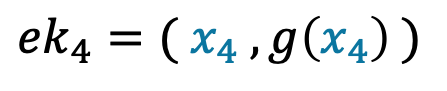 ek₄ = ( x₄ , g(x₄) )